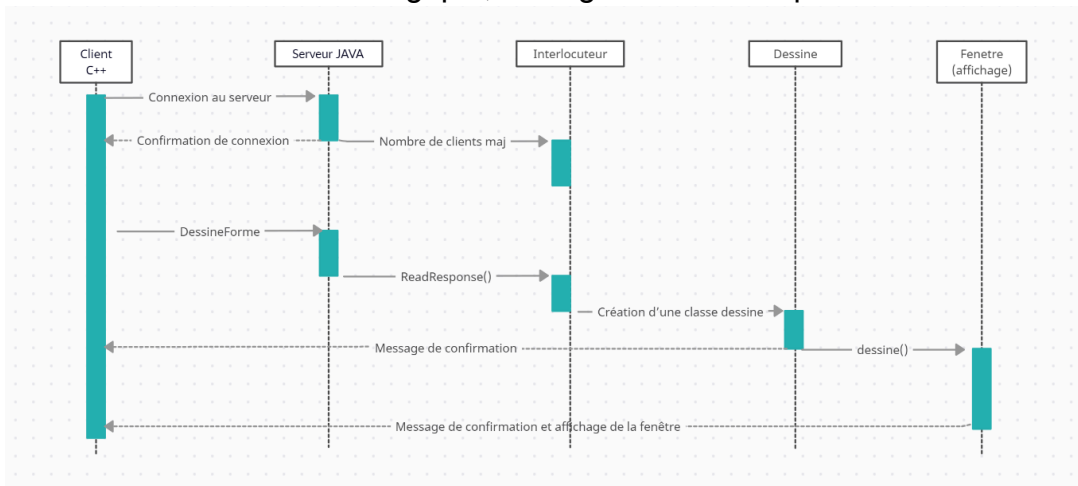 Client
C++
Serveur JAVA
Interlocuteur
Dessine
Fenetre
(affichage)
Connexion au serveur
Confirmation de connexion
Nombre de clients maj
DessineForme
ReadResponse()
Création d'une classe dessine
Message de confirmation
dessine()
Message de confirmation et affichage de la fenêtre